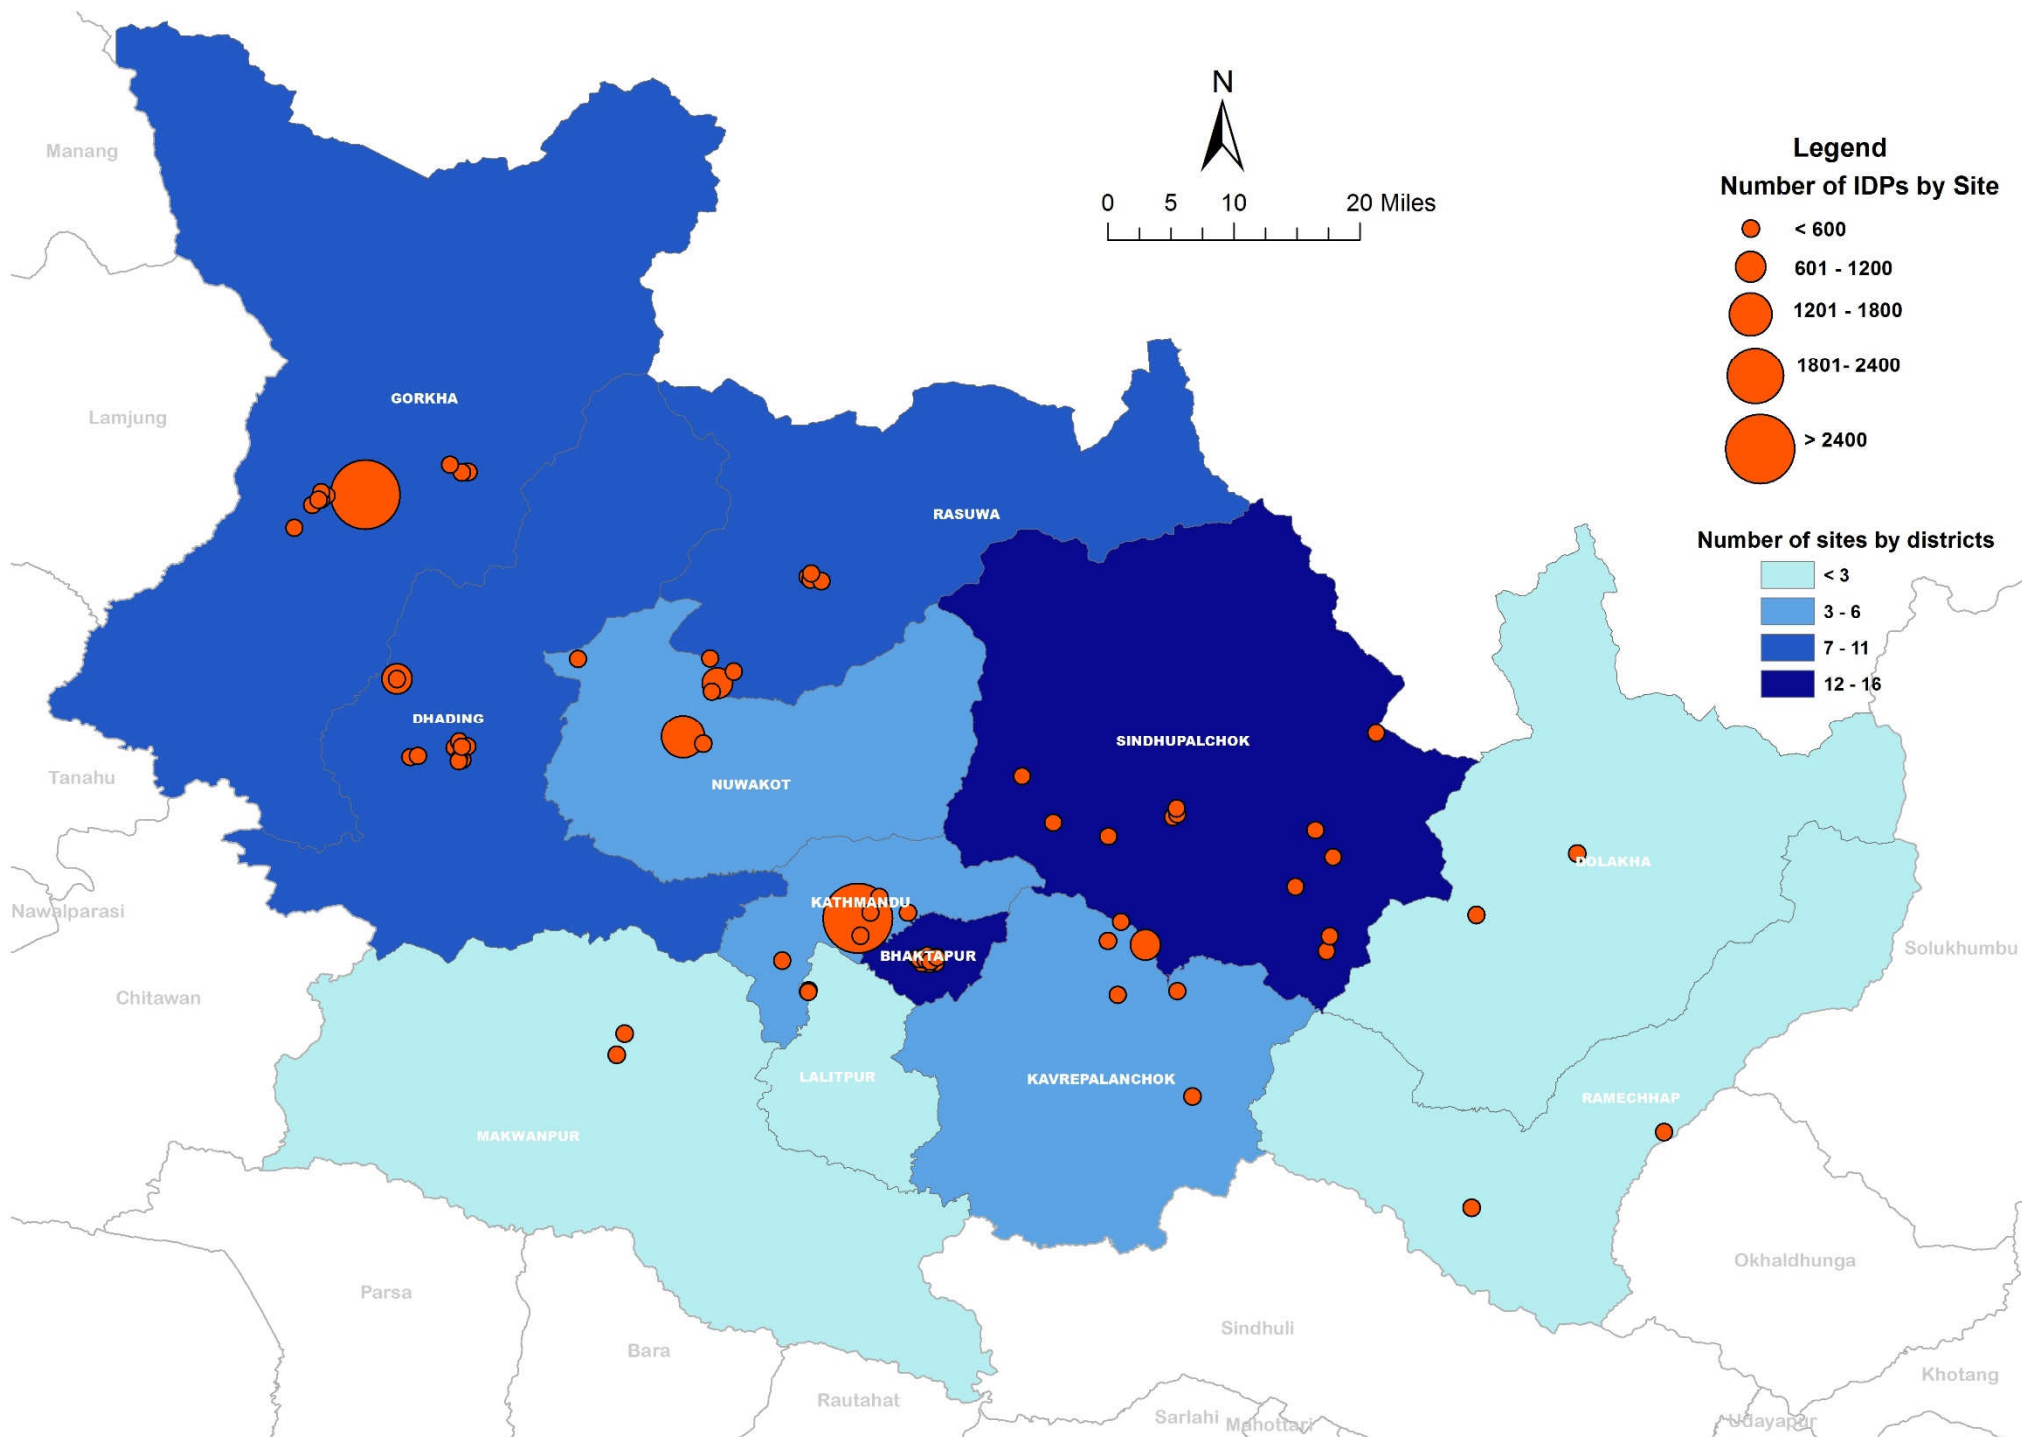 N
0 5 10 20 Miles
Legend
Number of IDPs by Site
< 600
601 - 1200
1201 - 1800
1801- 2400
> 2400
Number of sites by districts
< 3
3 - 6
7 - 11
12 - 16
Manang
Lamjung
GORKHA
RASUWA
DHADING
Tanahu
NUWAKOT
SINDHUPALCHOK
DOLAKHA
Nawalparasi
KATHMANDU
BHAKTAPUR
Solukhumbu
Chitawan
LALITPUR
KAVREPALANCHOK
RAMECHHAP
MAKWANPUR
Okhaldhunga
Parsa
Sindhuli
Bara
Khotang
Rautahat
Sarlahi
Mahottari
Udayapur